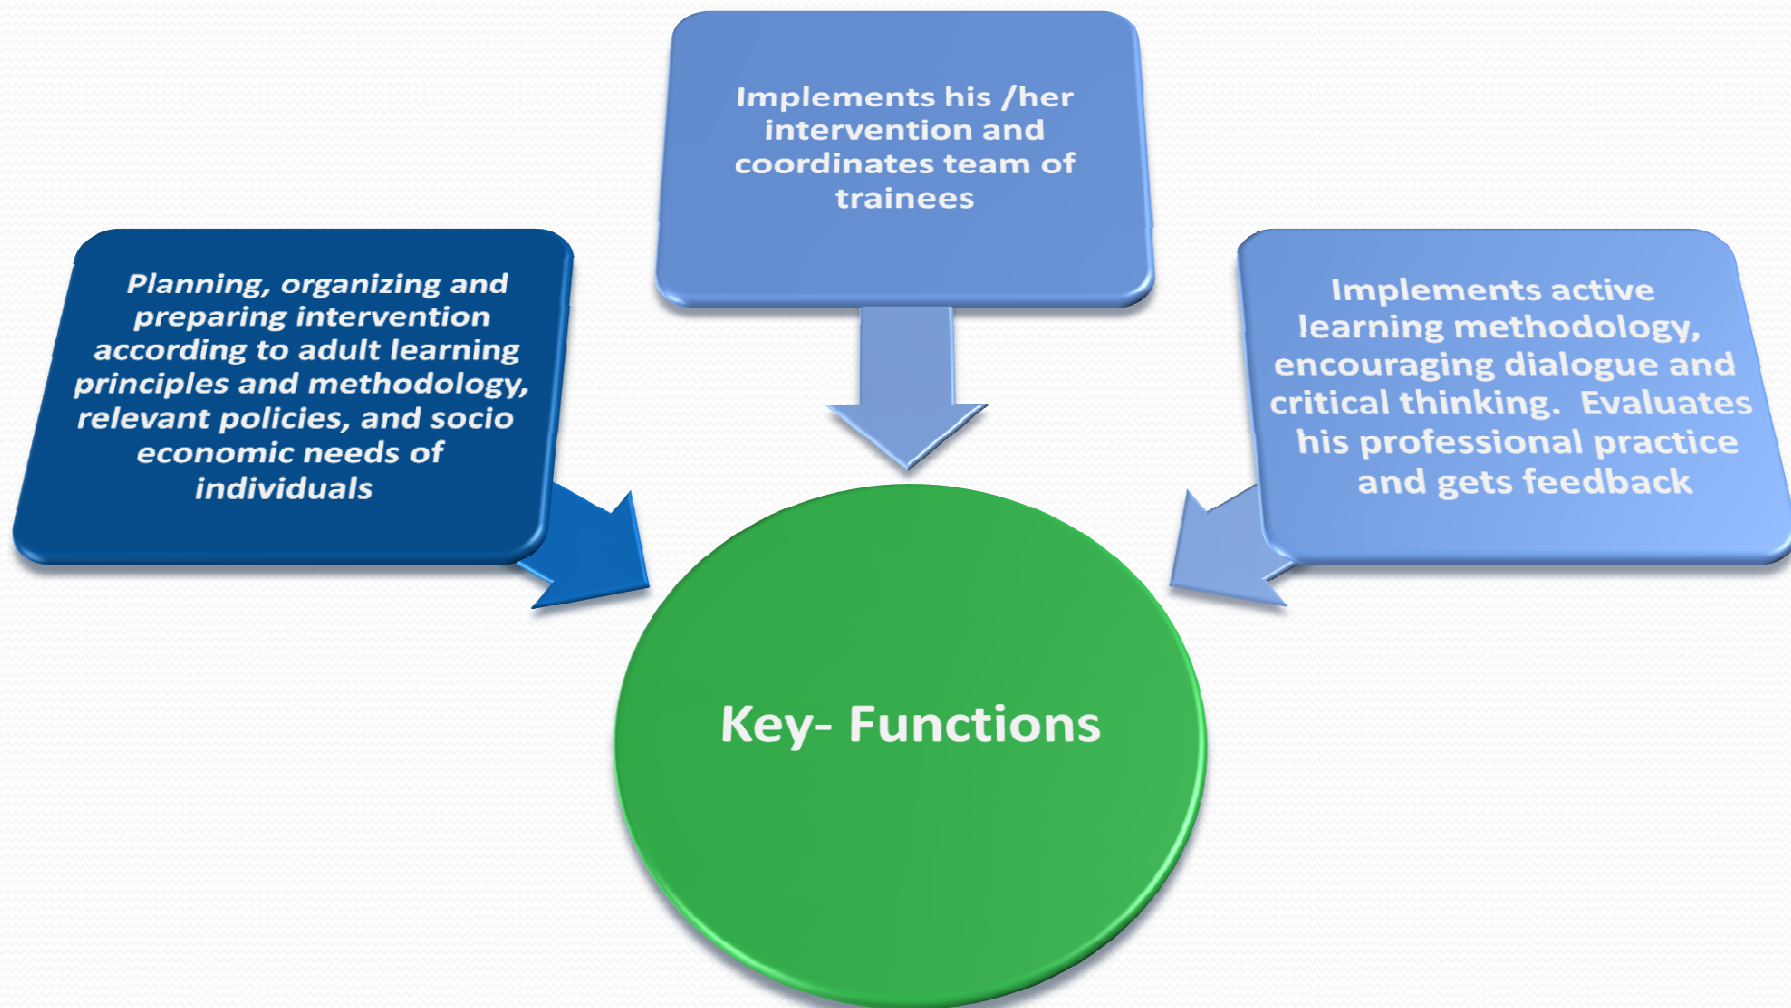 Implements his /her
intervention and
coordinates team of
trainees
Planning, organizing and
preparing intervention
according to adult learning
principles and methodology,
relevant policies, and socio
economic needs of
individuals
Implements active
learning methodology,
encouraging dialogue and
critical thinking.  Evaluates
his professional practice
and gets feedback
Key- Functions